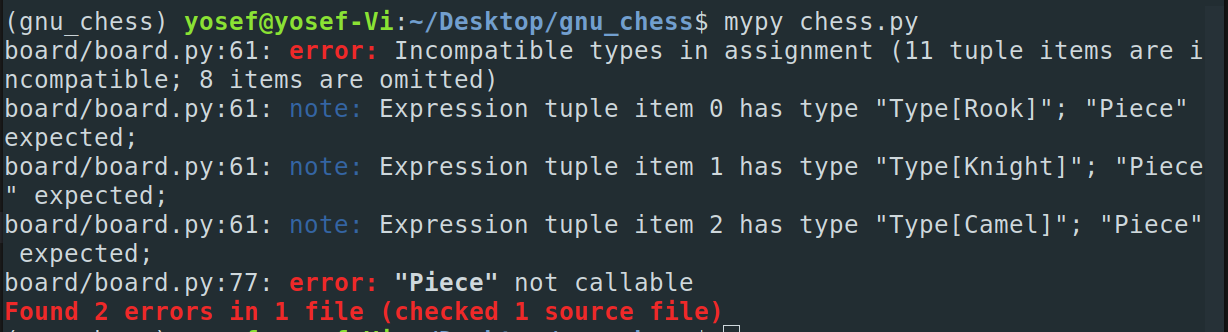 (gnu_chess) yosef@yosef-Vi:~/Desktop/gnu_chess$ mypy chess.py
board/board.py:61: error: Incompatible types in assignment (11 tuple items are i
ncompatible; 8 items are omitted)
board/board.py:61: note: Expression tuple item 0 has type "Type[Rook]"; "Piece"
expected;
board/board.py:61: note: Expression tuple item 1 has type "Type[Knight]"; "Piece
" expected;
board/board.py:61: note: Expression tuple item 2 has type "Type[Camel]"; "Piece"
 expected;
board/board.py:77: error: "Piece" not callable
Found 2 errors in 1 file (checked 1 source file)